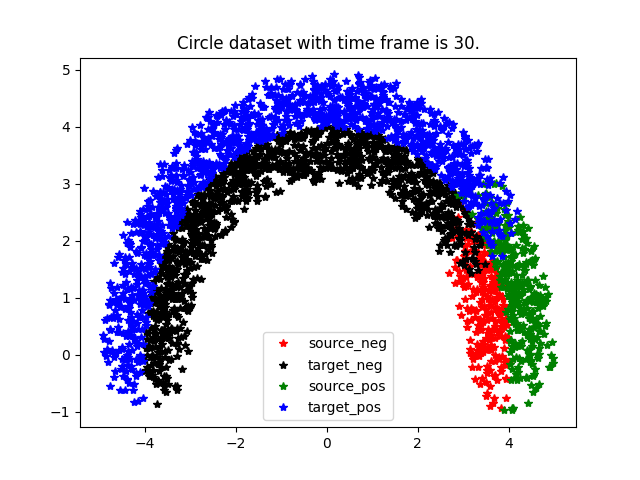 Circle dataset with time frame is 30.
5
4
3
2
1
0
−1
−4
−2
0
2
4
source_neg
target_neg
source_pos
target_pos